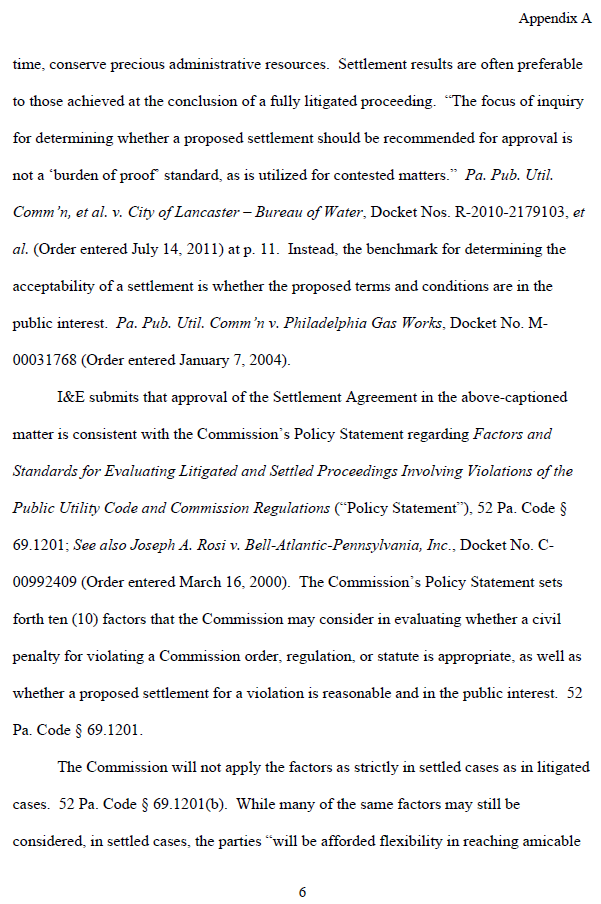 Appendix A
time, conserve precious administrative resources.  Settlement results are often preferable
to those achieved at the conclusion of a fully litigated proceeding.  “The focus of inquiry
for determining whether a proposed settlement should be recommended for approval is
not a ‘burden of proof’ standard, as is utilized for contested matters.”  Pa. Pub. Util.
Comm’n, et al. v. City of Lancaster – Bureau of Water, Docket Nos. R-2010-2179103, et
al. (Order entered July 14, 2011) at p. 11.  Instead, the benchmark for determining the
acceptability of a settlement is whether the proposed terms and conditions are in the
public interest.  Pa. Pub. Util. Comm’n v. Philadelphia Gas Works, Docket No. M-
00031768 (Order entered January 7, 2004).
I&E submits that approval of the Settlement Agreement in the above-captioned
matter is consistent with the Commission’s Policy Statement regarding Factors and
Standards for Evaluating Litigated and Settled Proceedings Involving Violations of the
Public Utility Code and Commission Regulations (“Policy Statement”), 52 Pa. Code §
69.1201; See also Joseph A. Rosi v. Bell-Atlantic-Pennsylvania, Inc., Docket No. C-
00992409 (Order entered March 16, 2000).  The Commission’s Policy Statement sets
forth ten (10) factors that the Commission may consider in evaluating whether a civil
penalty for violating a Commission order, regulation, or statute is appropriate, as well as
whether a proposed settlement for a violation is reasonable and in the public interest.  52
Pa. Code § 69.1201.
The Commission will not apply the factors as strictly in settled cases as in litigated
cases.  52 Pa. Code § 69.1201(b).  While many of the same factors may still be
considered, in settled cases, the parties “will be afforded flexibility in reaching amicable
6